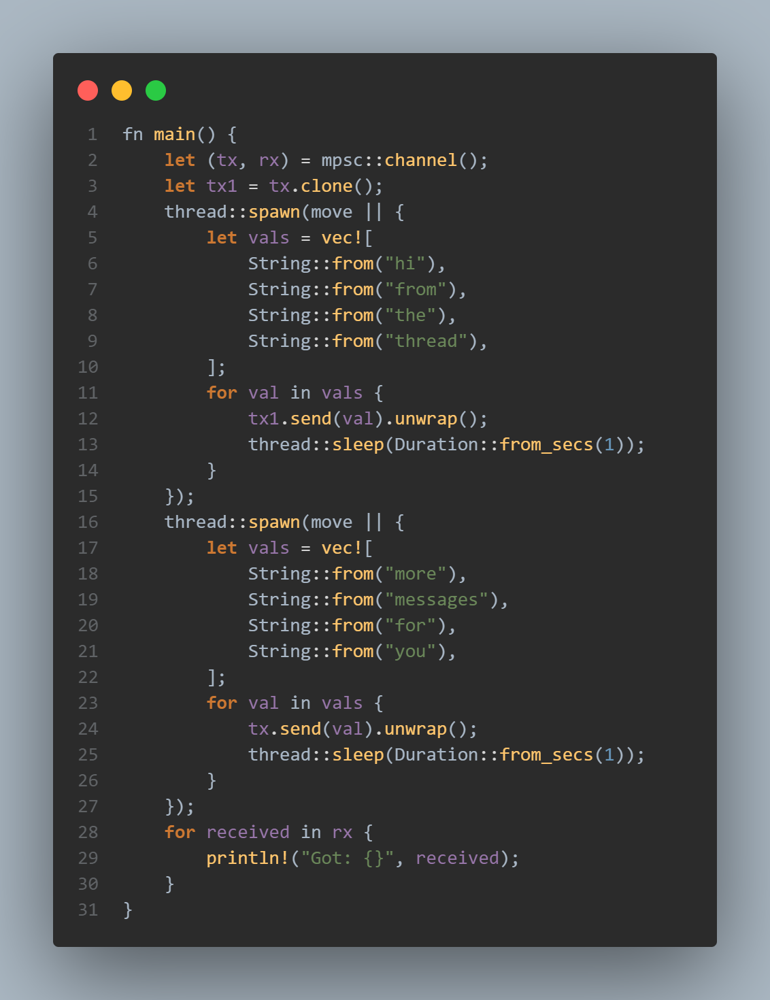 1 fn main() {
2     let (tx, rx) = mpsc::channel();
3     let tx1 = tx.clone();
4     thread::spawn(move || {
5         let vals = vec![
6             String::from("hi"),
7             String::from("from"),
8             String::from("the"),
9             String::from("thread"),
10         ];
11         for val in vals {
12             tx1.send(val).unwrap();
13             thread::sleep(Duration::from_secs(1));
14         }
15     });
16     thread::spawn(move || {
17         let vals = vec![
18             String::from("more"),
19             String::from("messages"),
20             String::from("for"),
21             String::from("you"),
22         ];
23         for val in vals {
24             tx.send(val).unwrap();
25             thread::sleep(Duration::from_secs(1));
26         }
27     });
28     for received in rx {
29         println!("Got: {}", received);
30     }
31 }